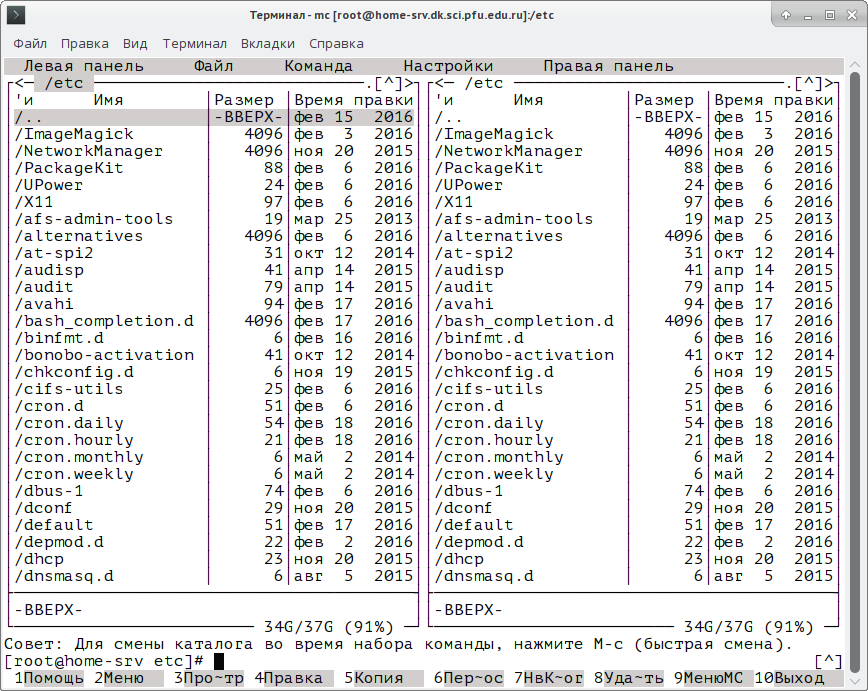 Терминал - mc [root@home-srv.dk.sci.pfu.edu.ru]:/etc
Файл Правка Вид Терминал Вкладки Справка
Левая панель Файл Команда Настройки Правая панель
<─ /etc .[^]> <─ /etc .[^]>
'и Имя Размер Время правки 'и Имя Размер Время правки
/.. -ВВЕРХ- фев 15 2016 /.. -ВВЕРХ- фев 15 2016
/ImageMagick 4096 фев 3 2016 /ImageMagick 4096 фев 3 2016
/NetworkManager 4096 ноя 20 2015 /NetworkManager 4096 ноя 20 2015
/PackageKit 88 фев 6 2016 /PackageKit 88 фев 6 2016
/UPower 24 фев 6 2016 /UPower 24 фев 6 2016
/X11 97 фев 6 2016 /X11 97 фев 6 2016
/afs-admin-tools 19 мар 25 2013 /afs-admin-tools 19 мар 25 2013
/alternatives 4096 фев 6 2016 /alternatives 4096 фев 6 2016
/at-spi2 31 окт 12 2014 /at-spi2 31 окт 12 2014
/audisp 41 апр 14 2015 /audisp 41 апр 14 2015
/audit 79 апр 14 2015 /audit 79 апр 14 2015
/avahi 94 фев 17 2016 /avahi 94 фев 17 2016
/bash_completion.d 4096 фев 17 2016 /bash_completion.d 4096 фев 17 2016
/binfmt.d 6 фев 16 2016 /binfmt.d 6 фев 16 2016
/bonobo-activation 41 окт 12 2014 /bonobo-activation 41 окт 12 2014
/chkconfig.d 6 ноя 19 2015 /chkconfig.d 6 ноя 19 2015
/cifs-utils 25 фев 6 2016 /cifs-utils 25 фев 6 2016
/cron.d 51 фев 6 2016 /cron.d 51 фев 6 2016
/cron.daily 54 фев 18 2016 /cron.daily 54 фев 18 2016
/cron.hourly 21 фев 18 2016 /cron.hourly 21 фев 18 2016
/cron.monthly 6 май 2 2014 /cron.monthly 6 май 2 2014
/cron.weekly 6 май 2 2014 /cron.weekly 6 май 2 2014
/dbus-1 74 фев 6 2016 /dbus-1 74 фев 6 2016
/dconf 29 ноя 20 2015 /dconf 29 ноя 20 2015
/default 51 фев 17 2016 /default 51 фев 17 2016
/depmod.d 22 фев 2 2016 /depmod.d 22 фев 2 2016
/dhcp 23 ноя 20 2015 /dhcp 23 ноя 20 2015
/dnsmasq.d 6 авг 5 2015 /dnsmasq.d 6 авг 5 2015
-ВВЕРХ- -ВВЕРХ-
34G/37G (91%) 34G/37G (91%)
Совет: Для смены каталога во время набора команды, нажмите M-c (быстрая смена).
[root@home-srv etc]# [^]
1Помощь 2Меню 3Про~тр 4Правка 5Копия 6Пер~ос 7НвК~ог 8Уда~ть 9МенюMC 10Выход